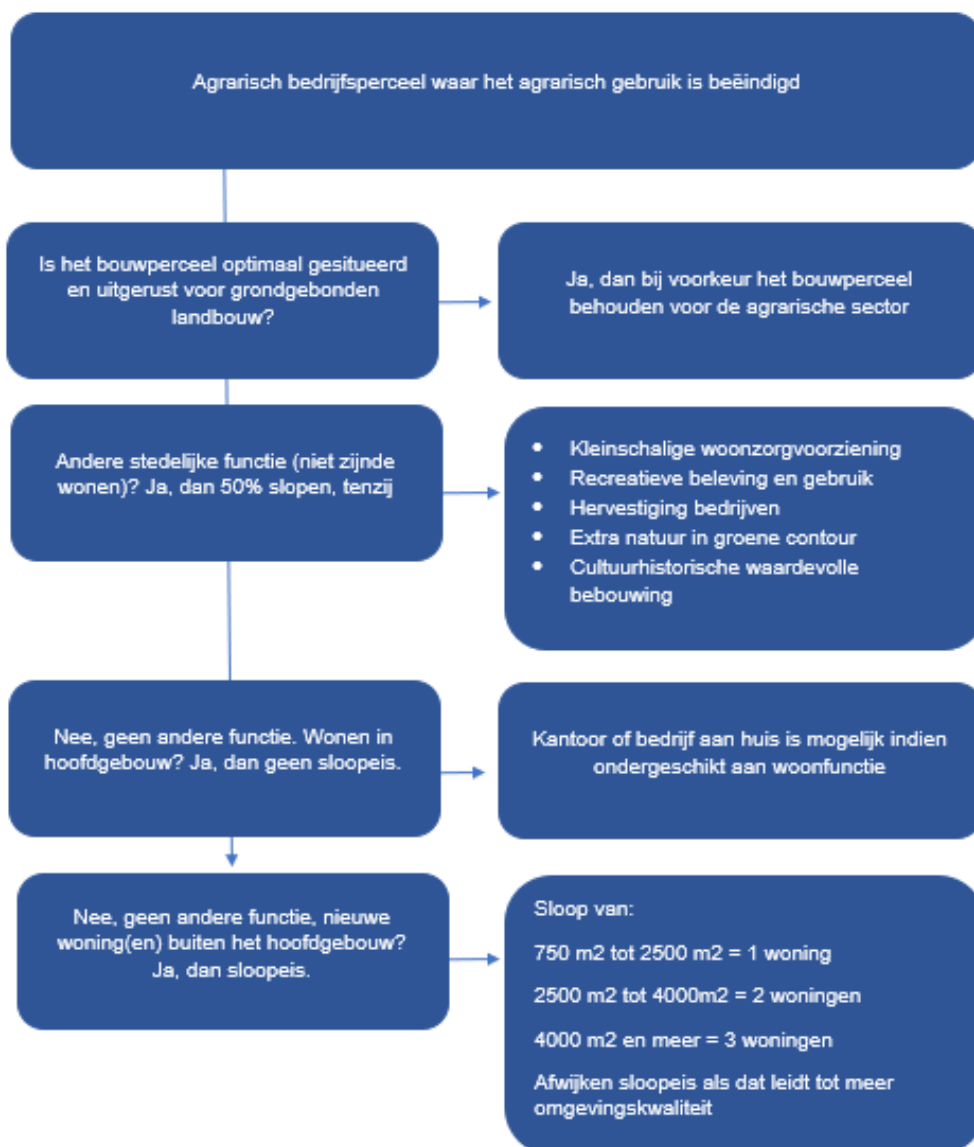 Agrarisch bedrijfsperceel waar het agrarisch gebruik is beëindigd
Is het bouwperceel optimaal gesitueerd
en uitgerust voor grondgebonden
landbouw?
Ja, dan bij voorkeur het bouwperceel
behouden voor de agrarische sector
Andere stedelijke functie (niet zijnde
wonen)? Ja, dan 50% slopen, tenzij
• Kleinschalige woonzorgvoorziening
• Recreatieve beleving en gebruik
• Hervestiging bedrijven
• Extra natuur in groene contour
• Cultuurhistorische waardevolle
bebouwing
Nee, geen andere functie. Wonen in
hoofdgebouw? Ja, dan geen sloopeis.
Kantoor of bedrijf aan huis is mogelijk indien
ondergeschikt aan woonfunctie
Nee, geen andere functie, nieuwe
woning(en) buiten het hoofdgebouw?
Ja, dan sloopeis.
Sloop van:
750 m2 tot 2500 m2 = 1 woning
2500 m2 tot 4000m2 = 2 woningen
4000 m2 en meer = 3 woningen
Afwijken sloopeis als dat leidt tot meer
omgevingskwaliteit